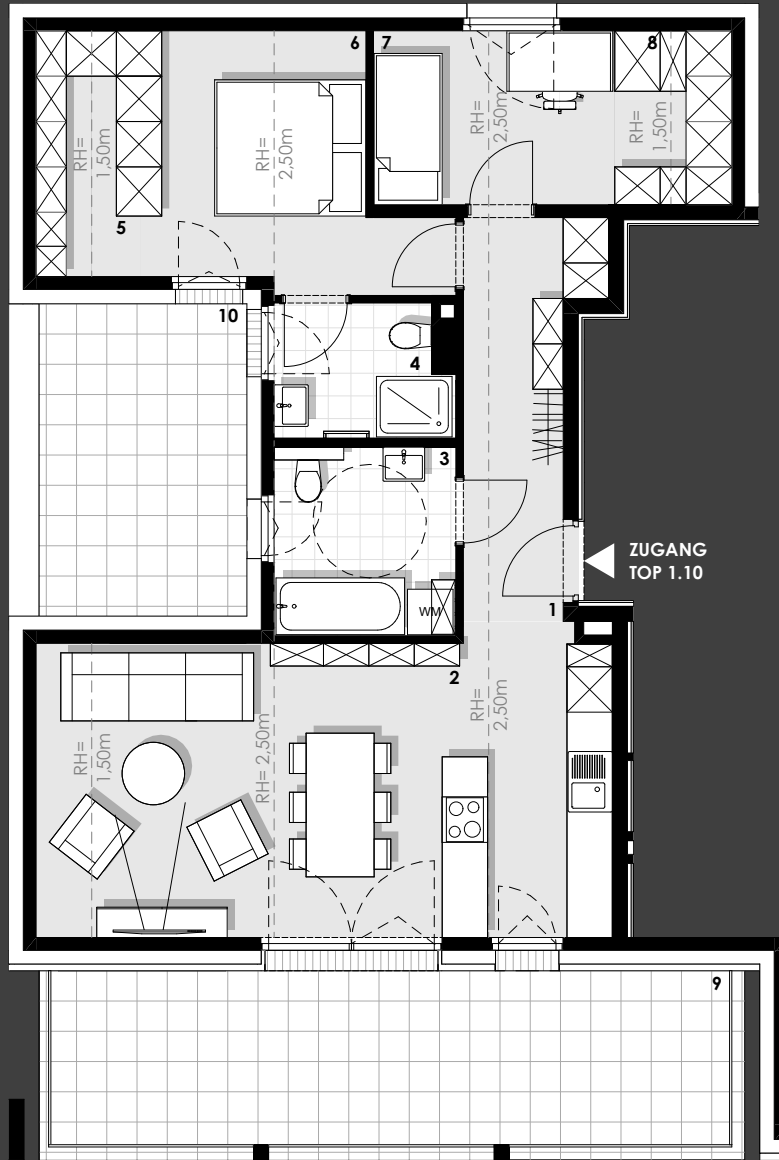 6
7
8
RH=
1,50m
RH=
2,50m
RH=
2,50m
RH=
1,50m
5
10
4
3
ZUGANG
TOP 1.10
WM
1
2
RH=
2,50m
RH=
1,50m
RH= 2,50m
9